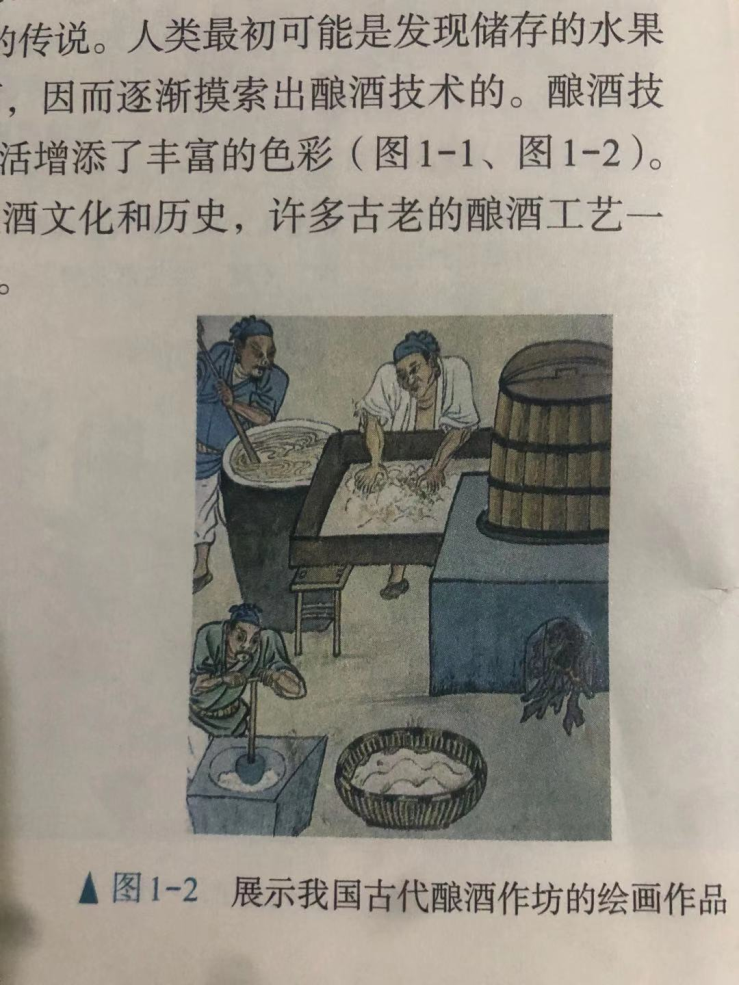 的传说。人类最初可能是发现储存的水果
，因而逐渐摸索出酿酒技术的。酿酒技
活增添了丰富的色彩（图1-1、图1-2）。
酒文化和历史，许多古老的酿酒工艺一
。
▲图1-2 展示我国古代酿酒作坊的绘画作品